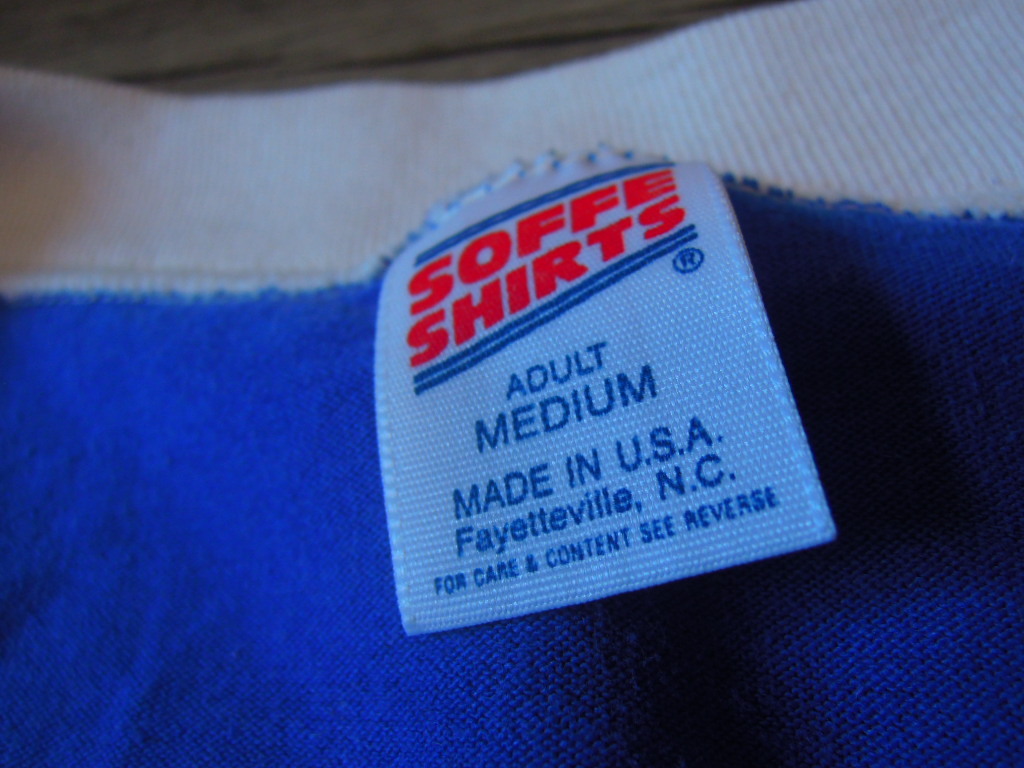 SOFFE
SHIRTS
®
ADULT
MEDIUM
MADE IN U.S.A.
Fayetteville, N.C.
FOR CARE & CONTENT SEE REVERSE